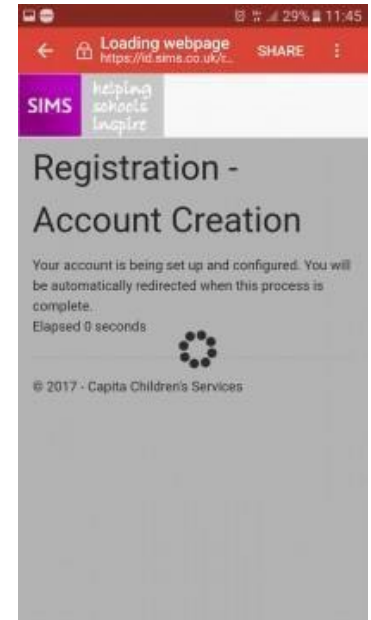 29% 11:45
Loading webpage
https://id.sims.co.uk/r...
SHARE
SIMS
helping
schools
inspire
Registration -
Account Creation
Your account is being set up and configured. You will
be automatically redirected when this process is
complete.
Elapsed 0 seconds
© 2017 - Capita Children's Services